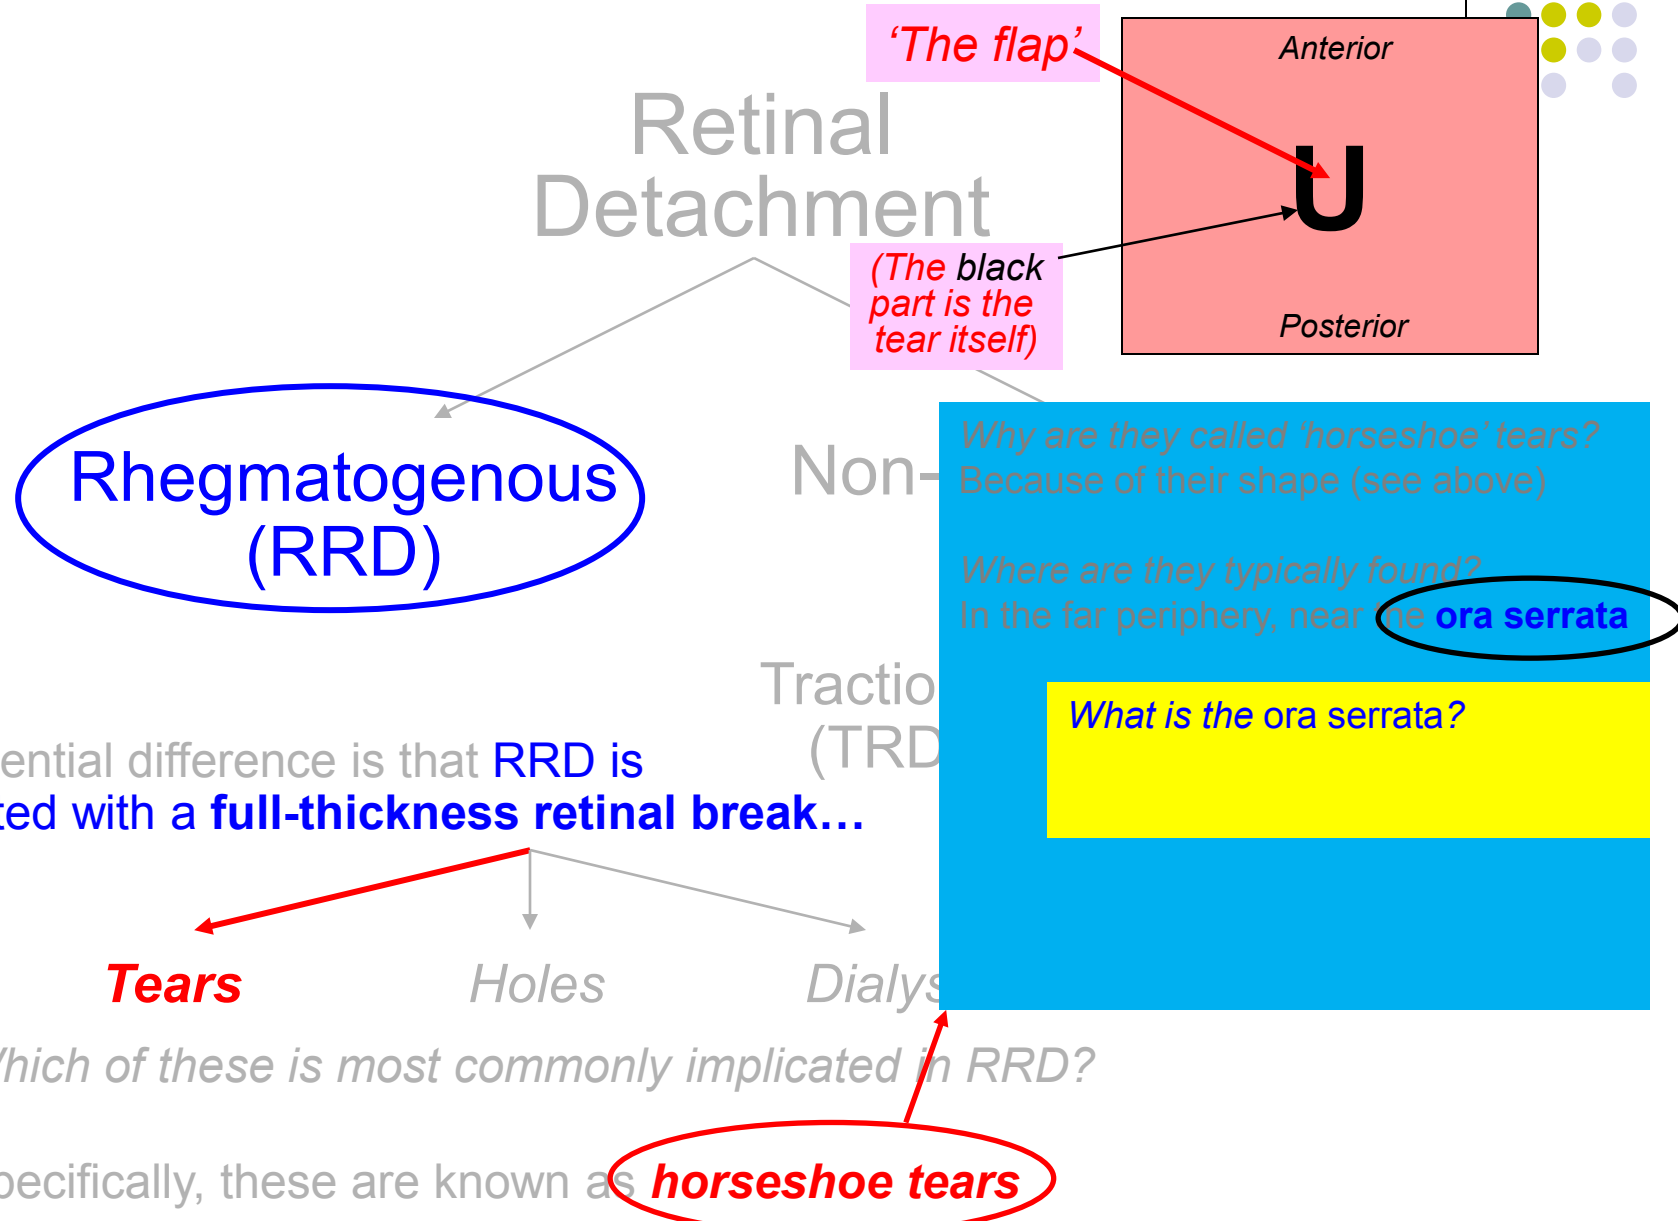 ‘The flap’
Anterior
Retinal
Detachment
U
(The black
part is the
tear itself)
Posterior
Rhegmatogenous
(RRD)
Non-
Why are they called ‘horseshoe’ tears?
Because of their shape (see above)
Where are they typically found?
In the far periphery, near the ora serrata
What is the ora serrata?
Tractio
(TRD
ential difference is that RRD is
ted with a full-thickness retinal break…
Tears
Holes
Dialys
Which of these is most commonly implicated in RRD?
pecifically, these are known as horseshoe tears